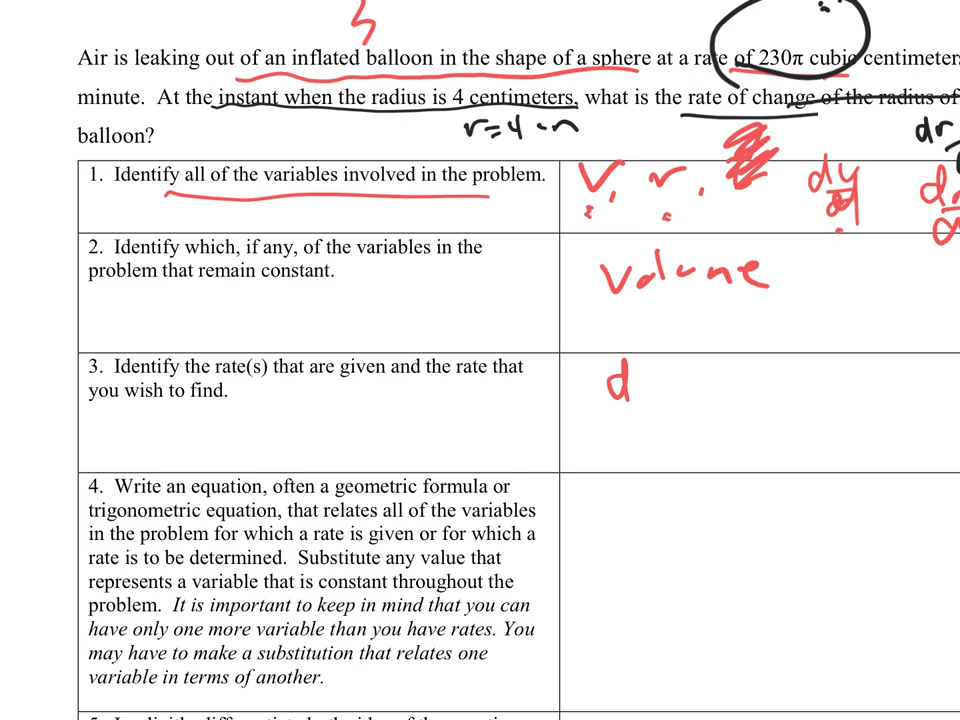 Air is leaking out of an inflated balloon in the shape of a sphere at a rate of 230π cubic centimeters
minute. At the instant when the radius is 4 centimeters, what is the rate of change of the radius of
balloon?
r=4 cm
dr
1. Identify all of the variables involved in the problem.
V, r,
2. Identify which, if any, of the variables in the
problem that remain constant.
Volume
3. Identify the rate(s) that are given and the rate that
you wish to find.
d
4. Write an equation, often a geometric formula or
trigonometric equation, that relates all of the variables
in the problem for which a rate is given or for which a
rate is to be determined. Substitute any value that
represents a variable that is constant throughout the
problem. It is important to keep in mind that you can
have only one more variable than you have rates. You
may have to make a substitution that relates one
variable in terms of another.